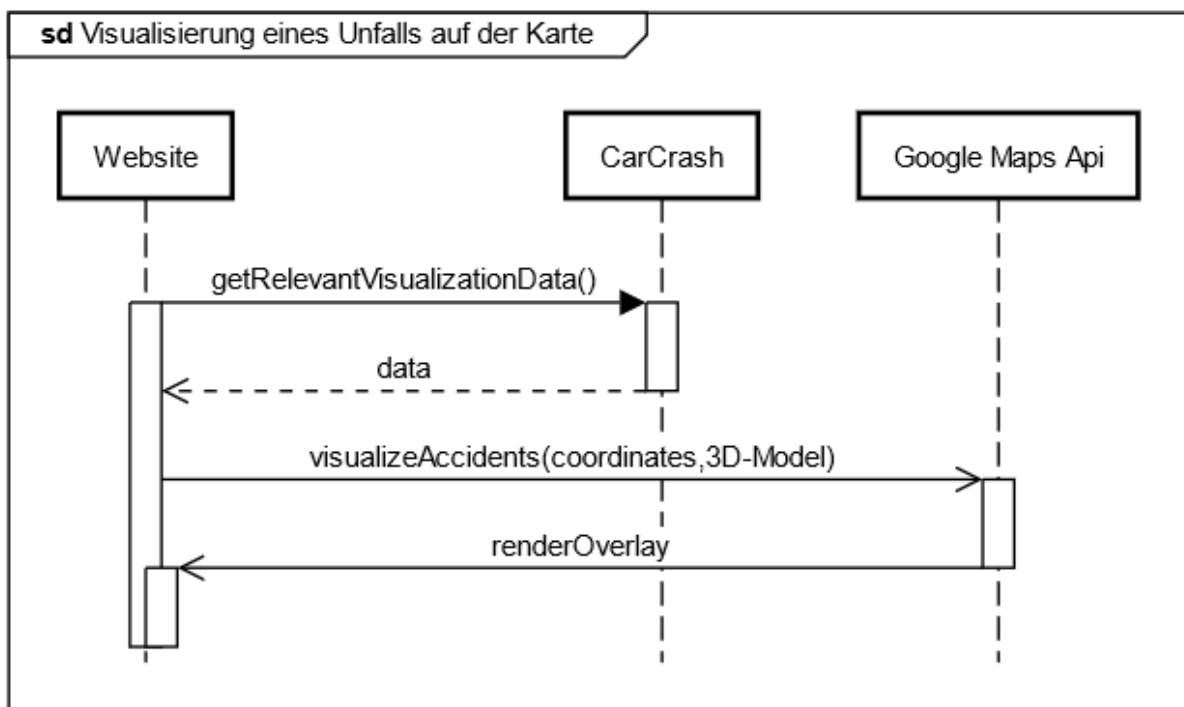 sd Visualisierung eines Unfalls auf der Karte
Website
CarCrash
Google Maps Api
getRelevantVisualizationData()
data
visualizeAccidents(coordinates,3D-Model)
renderOverlay